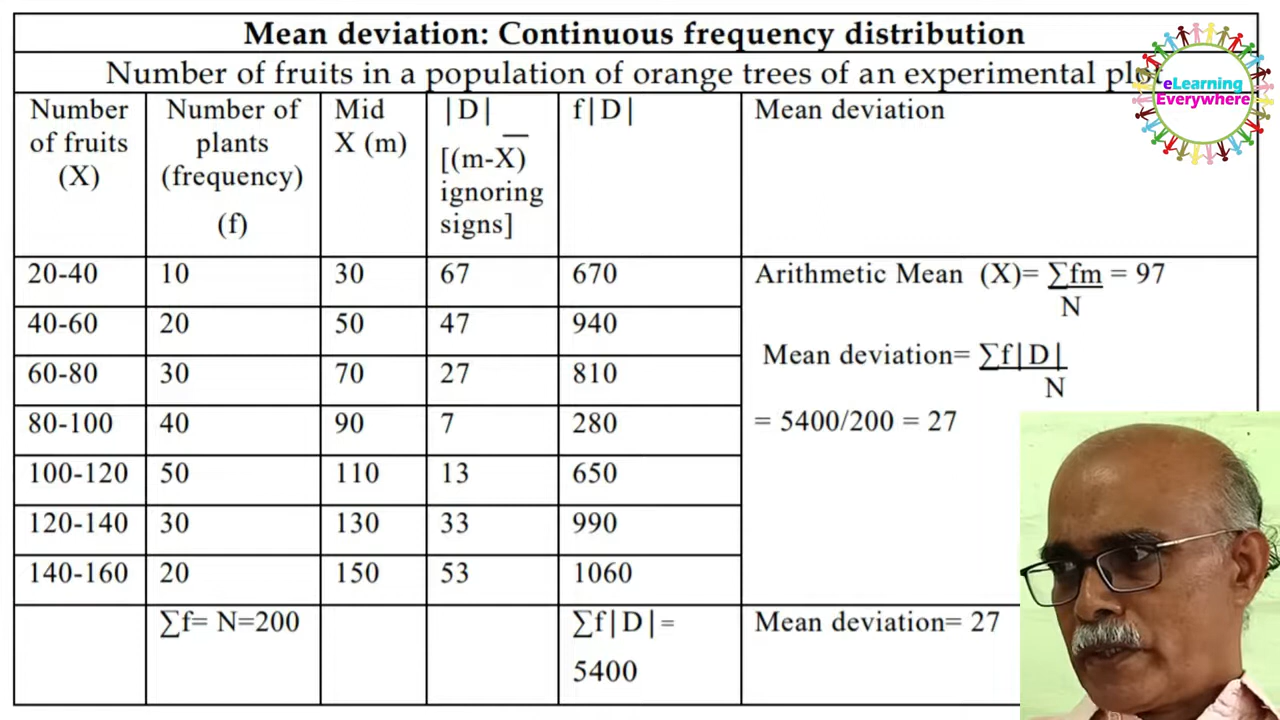 Mean deviation: Continuous frequency distribution
Number of fruits in a population of orange trees of an experimental
eLearning
Everywhere
Number of fruits (X)
Number of plants (frequency) (f)
Mid X (m)
|D| [(m-X̅) ignoring signs]
f|D|
Mean deviation
20-40 10 30 67 670
40-60 20 50 47 940
60-80 30 70 27 810
80-100 40 90 7 280
100-120 50 110 13 650
120-140 30 130 33 990
140-160 20 150 53 1060
∑f= N=200
∑f|D|= 5400
Arithmetic Mean (X)= ∑fm = 97
N
Mean deviation= ∑f|D|
N
= 5400/200 = 27
Mean deviation= 27